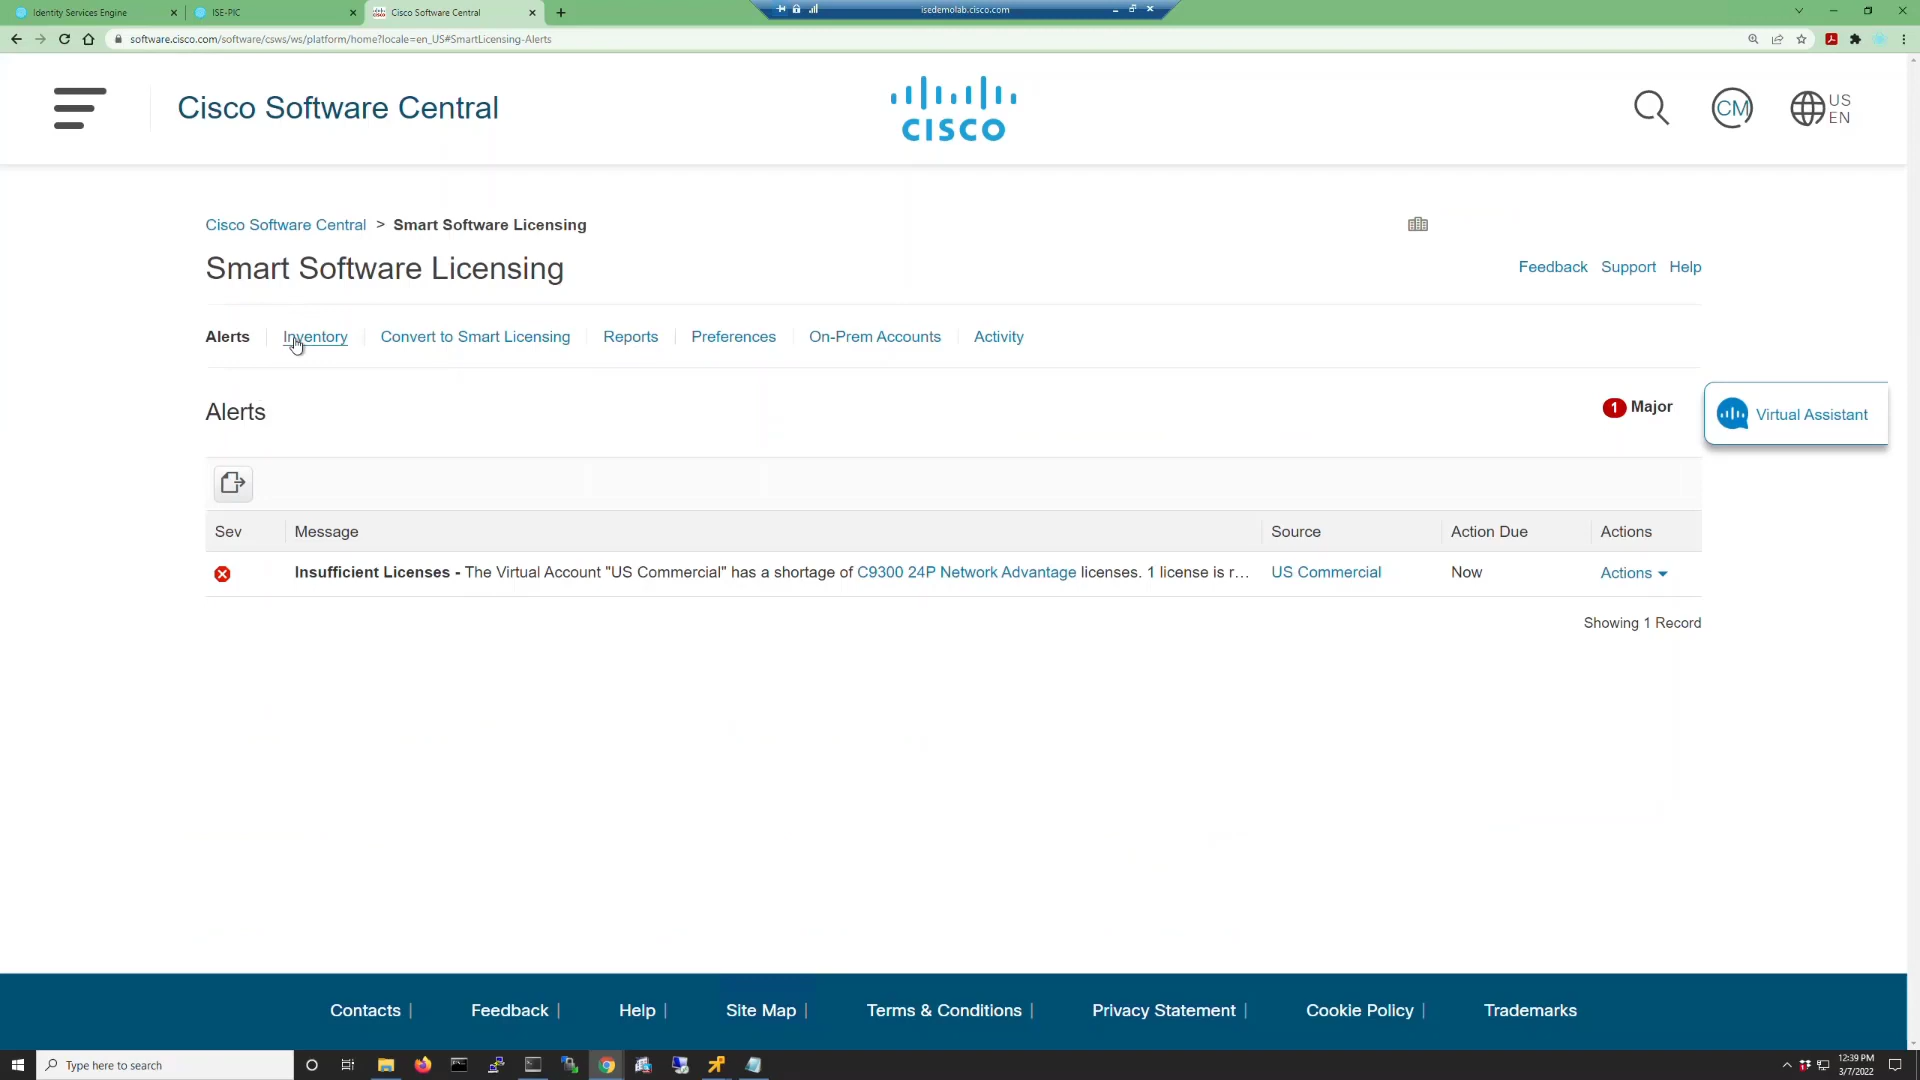 Identity Services Engine
ISE-PIC
Cisco Software Central
isedemolab.cisco.com
software.cisco.com/software/csws/ws/platform/home?locale=en_US#SmartLicensing-Alerts
Cisco Software Central
CISCO
CM
US
EN
Cisco Software Central > Smart Software Licensing
Smart Software Licensing
Feedback Support Help
Alerts Inventory Convert to Smart Licensing Reports Preferences On-Prem Accounts Activity
Alerts
1 Major
Virtual Assistant
Sev Message Source Action Due Actions
Insufficient Licenses - The Virtual Account "US Commercial" has a shortage of C9300 24P Network Advantage licenses. 1 license is r... US Commercial Now Actions
Showing 1 Record
Contacts | Feedback | Help | Site Map | Terms & Conditions | Privacy Statement | Cookie Policy | Trademarks
Type here to search
12:39 PM
3/7/2022